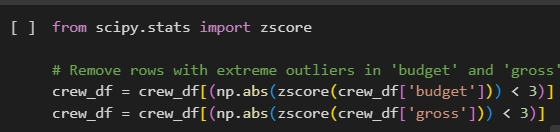 [ ] from scipy.stats import zscore
# Remove rows with extreme outliers in 'budget' and 'gross'
crew_df = crew_df[(np.abs(zscore(crew_df['budget'])) < 3)]
crew_df = crew_df[(np.abs(zscore(crew_df['gross'])) < 3)]